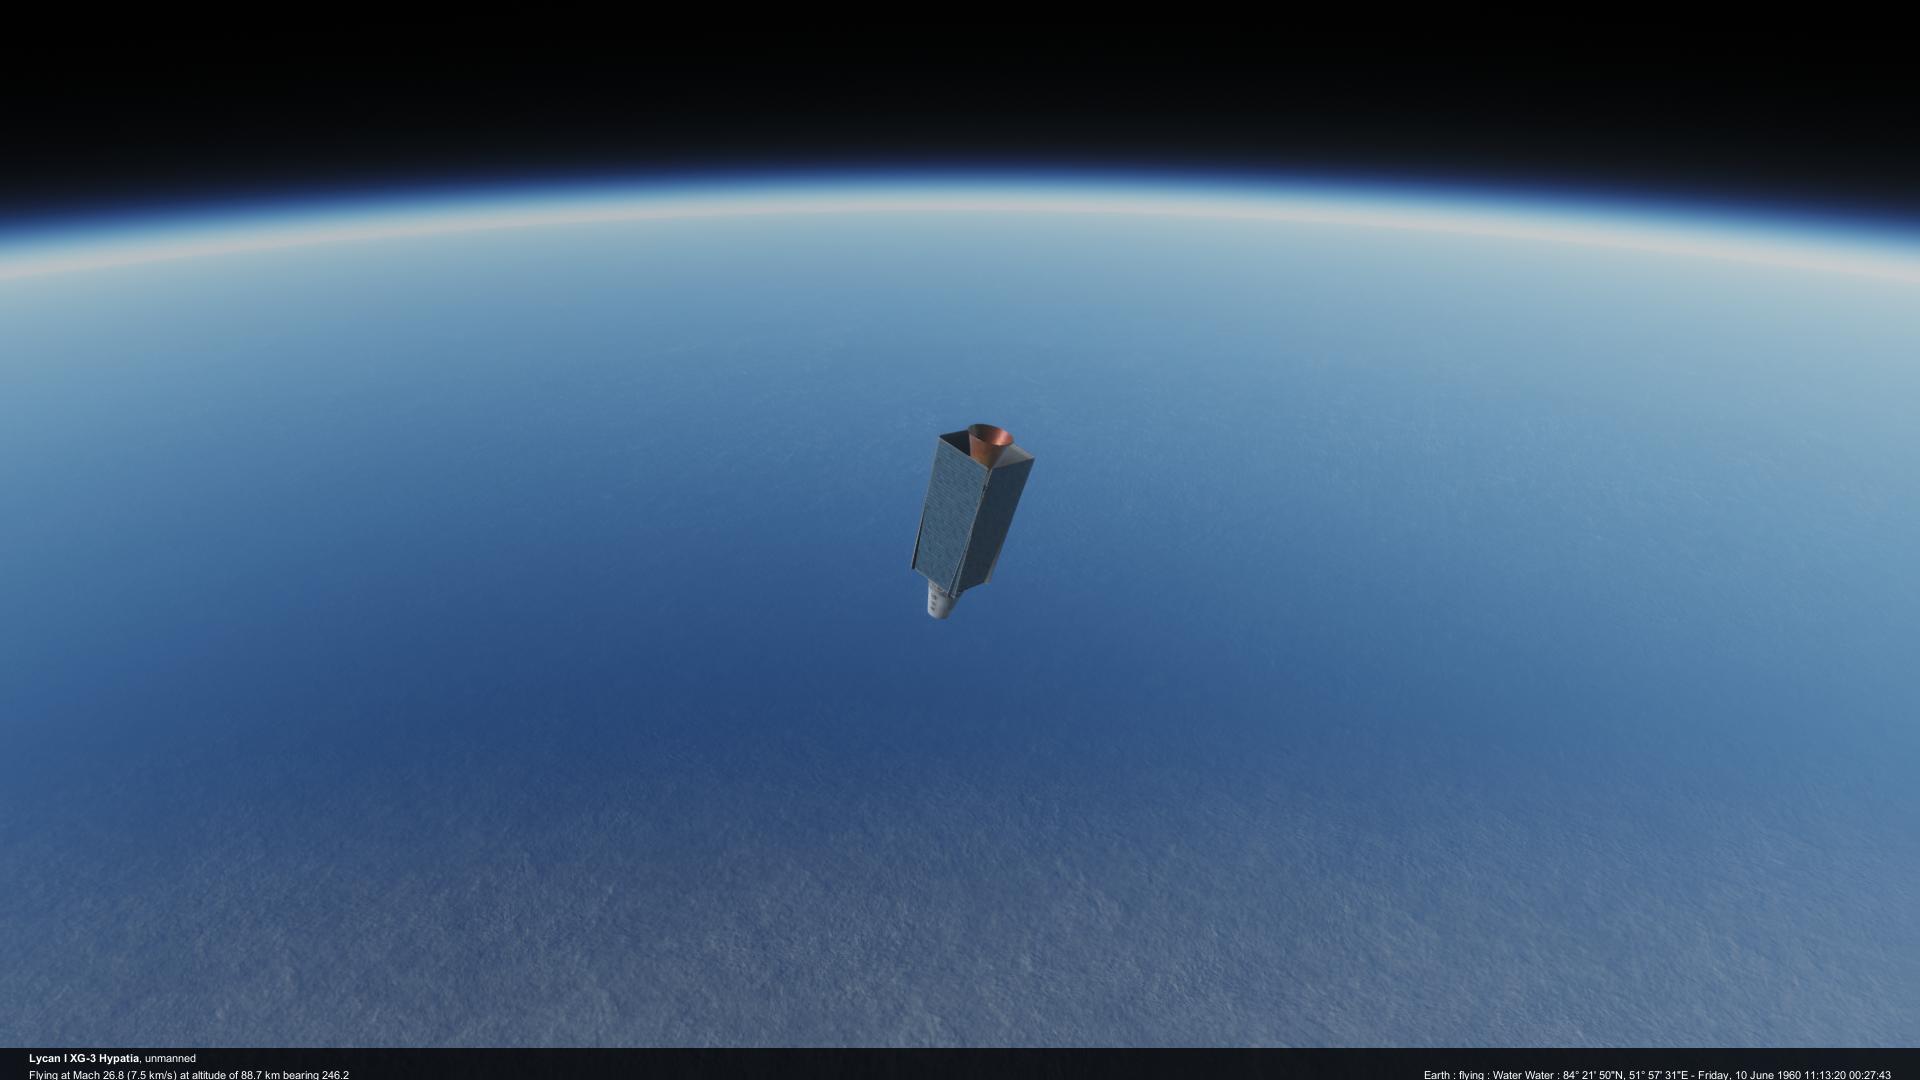 Lycan I XG-3 Hypatia, unmanned
Flying at Mach 26.8 (7.5 km/s) at altitude of 88.7 km bearing 246.2
Earth : flying : Water Water : 84° 21' 50"N, 51° 57' 31"E - Friday, 10 June 1960 11:13:20 00:27:43